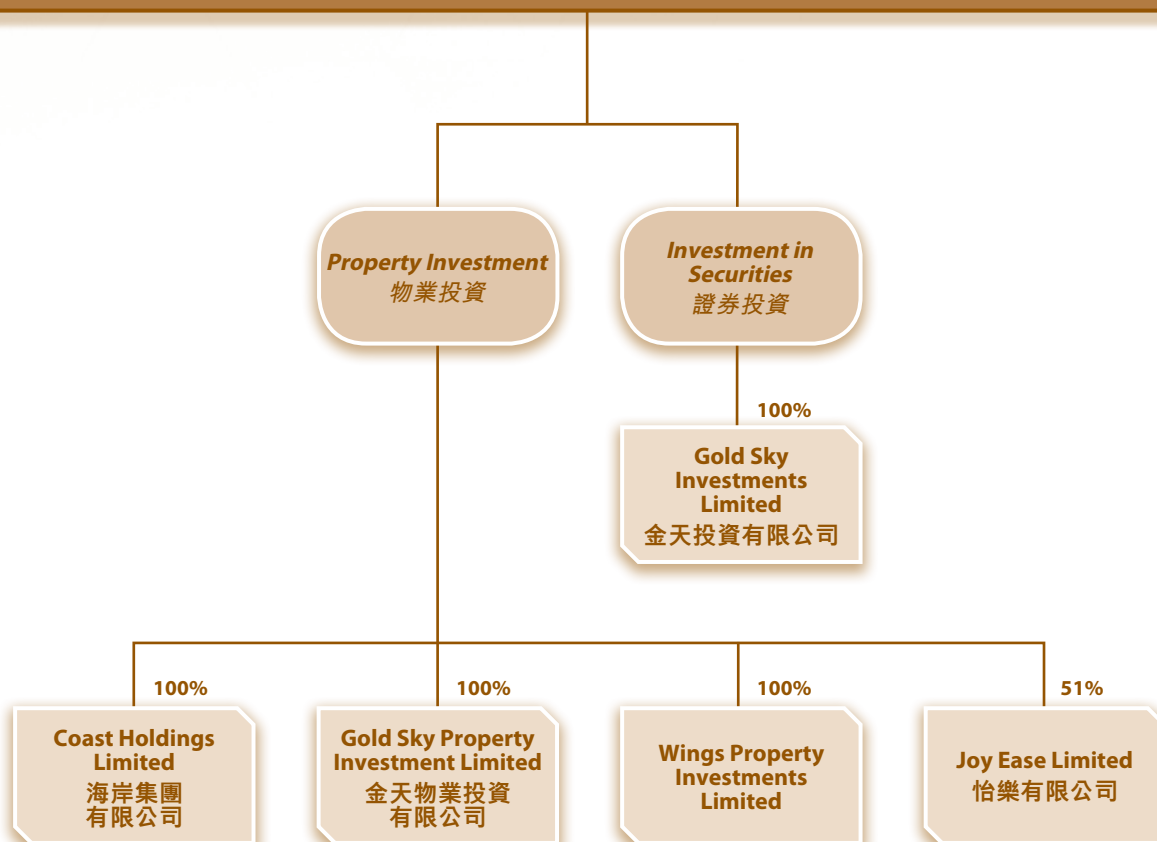 Property Investment
物業投資
Investment in
Securities
證券投資
100%
Gold Sky
Investments
Limited
金天投資有限公司
100%
Coast Holdings
Limited
海岸集團
有限公司
100%
Gold Sky Property
Investment Limited
金天物業投資
有限公司
100%
Wings Property
Investments
Limited
51%
Joy Ease Limited
怡樂有限公司